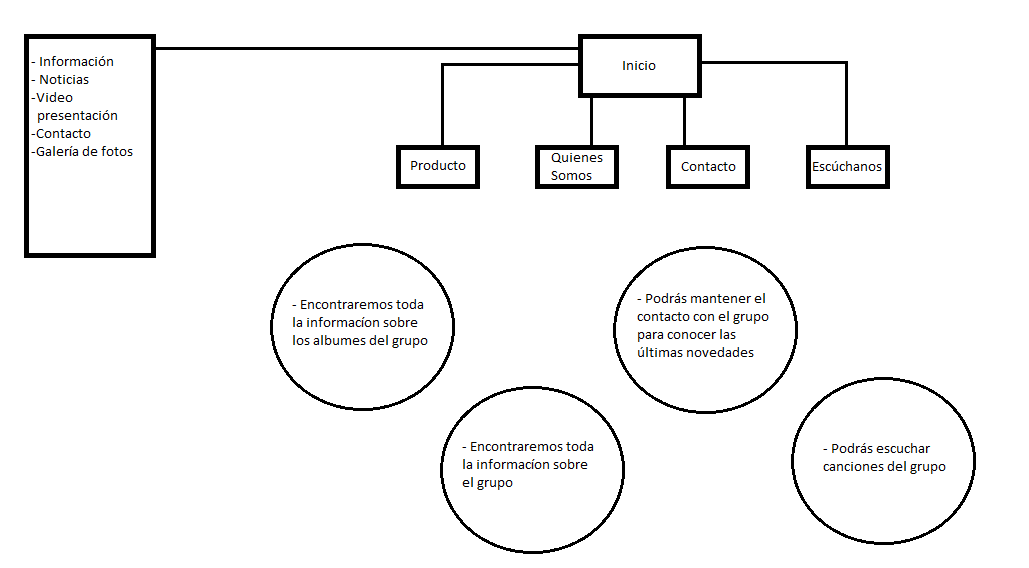 - Información
- Noticias
-Video
presentación
-Contacto
-Galería de fotos
Inicio
Producto
Quienes
Somos
Contacto
Escúchanos
- Encontraremos toda
la informacíon sobre
los albumes del grupo
- Podrás mantener el
contacto con el grupo
para conocer las
últimas novedades
- Encontraremos toda
la informacíon sobre
el grupo
- Podrás escuchar
canciones del grupo